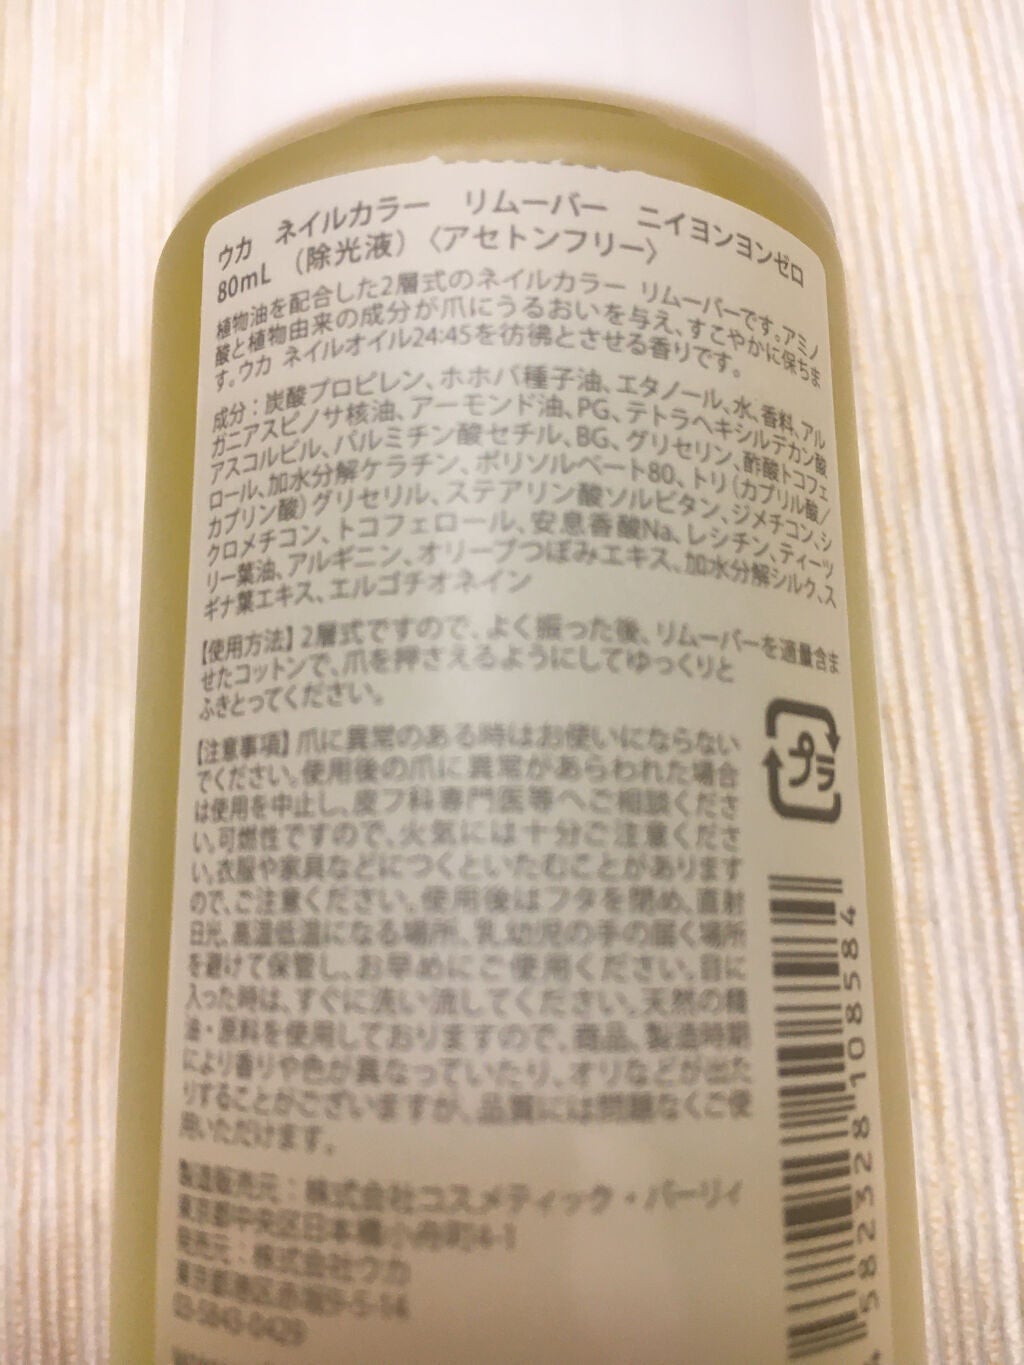 ウカ ネイルカラー リムーバー ニイヨンヨンゼロ
80mL （除光液）〈アセトンフリー〉
植物油を配合した2層式のネイルカラー リムーバーです。アミノ
酸と植物由来の成分が爪にうるおいを与え、すこやかに保ちま
す。ウカ ネイルオイル24:45を彷彿とさせる香りです。
成分：炭酸プロピレン、ホホバ種子油、エタノール、水、香料、アル
ガニアスピノサ核油、アーモンド油、PG、テトラヘキシルデカン酸
アスコルビル、パルミチン酸セチル、BG、グリセリン、酢酸トコフェ
ロール、加水分解ケラチン、ポリソルベート80、トリ（カプリル酸／
カプリン酸）グリセリル、ステアリン酸ソルビタン、ジメチコン、シ
クロメチコン、トコフェロール、安息香酸Na、レシチン、ティーツ
リー葉油、アルギニン、オリーブつぼみエキス、加水分解シルク、ス
ギナ葉エキス、エルゴチオネイン
【使用方法】2層式ですので、よく振った後、リムーバーを適量含ま
せたコットンで、爪を押さえるようにしてゆっくりと
ふきとってください。
【注意事項】爪に異常のある時はお使いにならない
でください。使用後の爪に異常があらわれた場合
は使用を中止し、皮フ科専門医等へご相談くださ
い。可燃性ですので、火気には十分ご注意くださ
い。衣服や家具などにつくといたむことがあります
ので、ご注意ください。使用後はフタを閉め、直射
日光、高温低温になる場所、乳幼児の手の届く場所
を避けて保管し、お早めにご使用ください。目に
入った時は、すぐに洗い流してください。天然の精
油・原料を使用しておりますので、商品、製造時期
により香りや色が異なっていたり、オリなどが出た
りすることがございますが、品質には問題なくご使
用いただけます。
プラ
製造販売元：株式会社コスメティック・バーリィ
東京都中央区日本橋小舟町4-1
発売元：株式会社ウカ
東京都港区赤坂9-5-14
03-5843-0429
582328108584